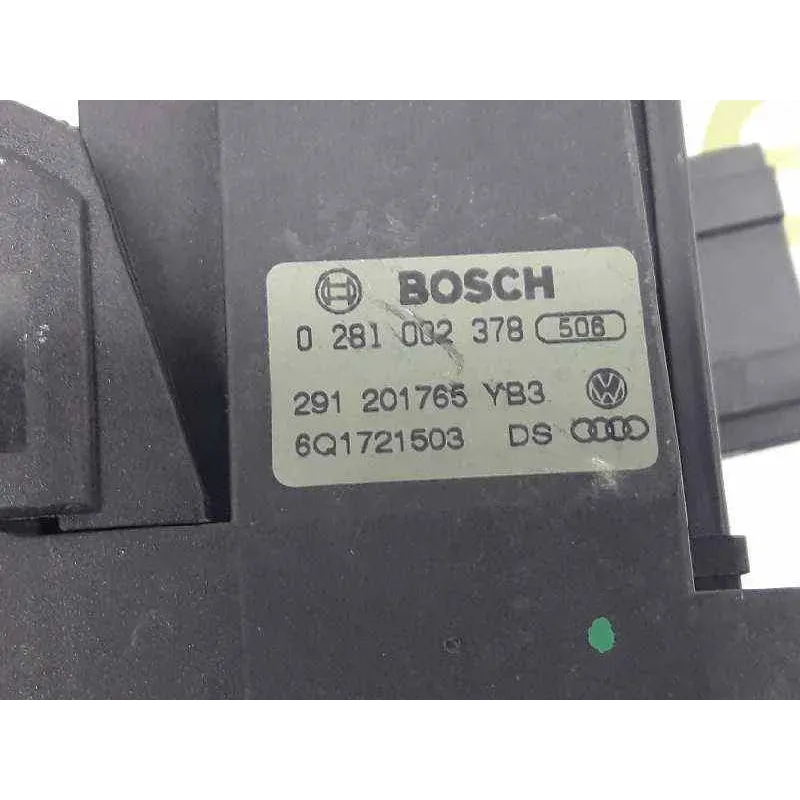 BOSCH
0 281 002 378 506
291 201765 YB3
6Q1721503 DS